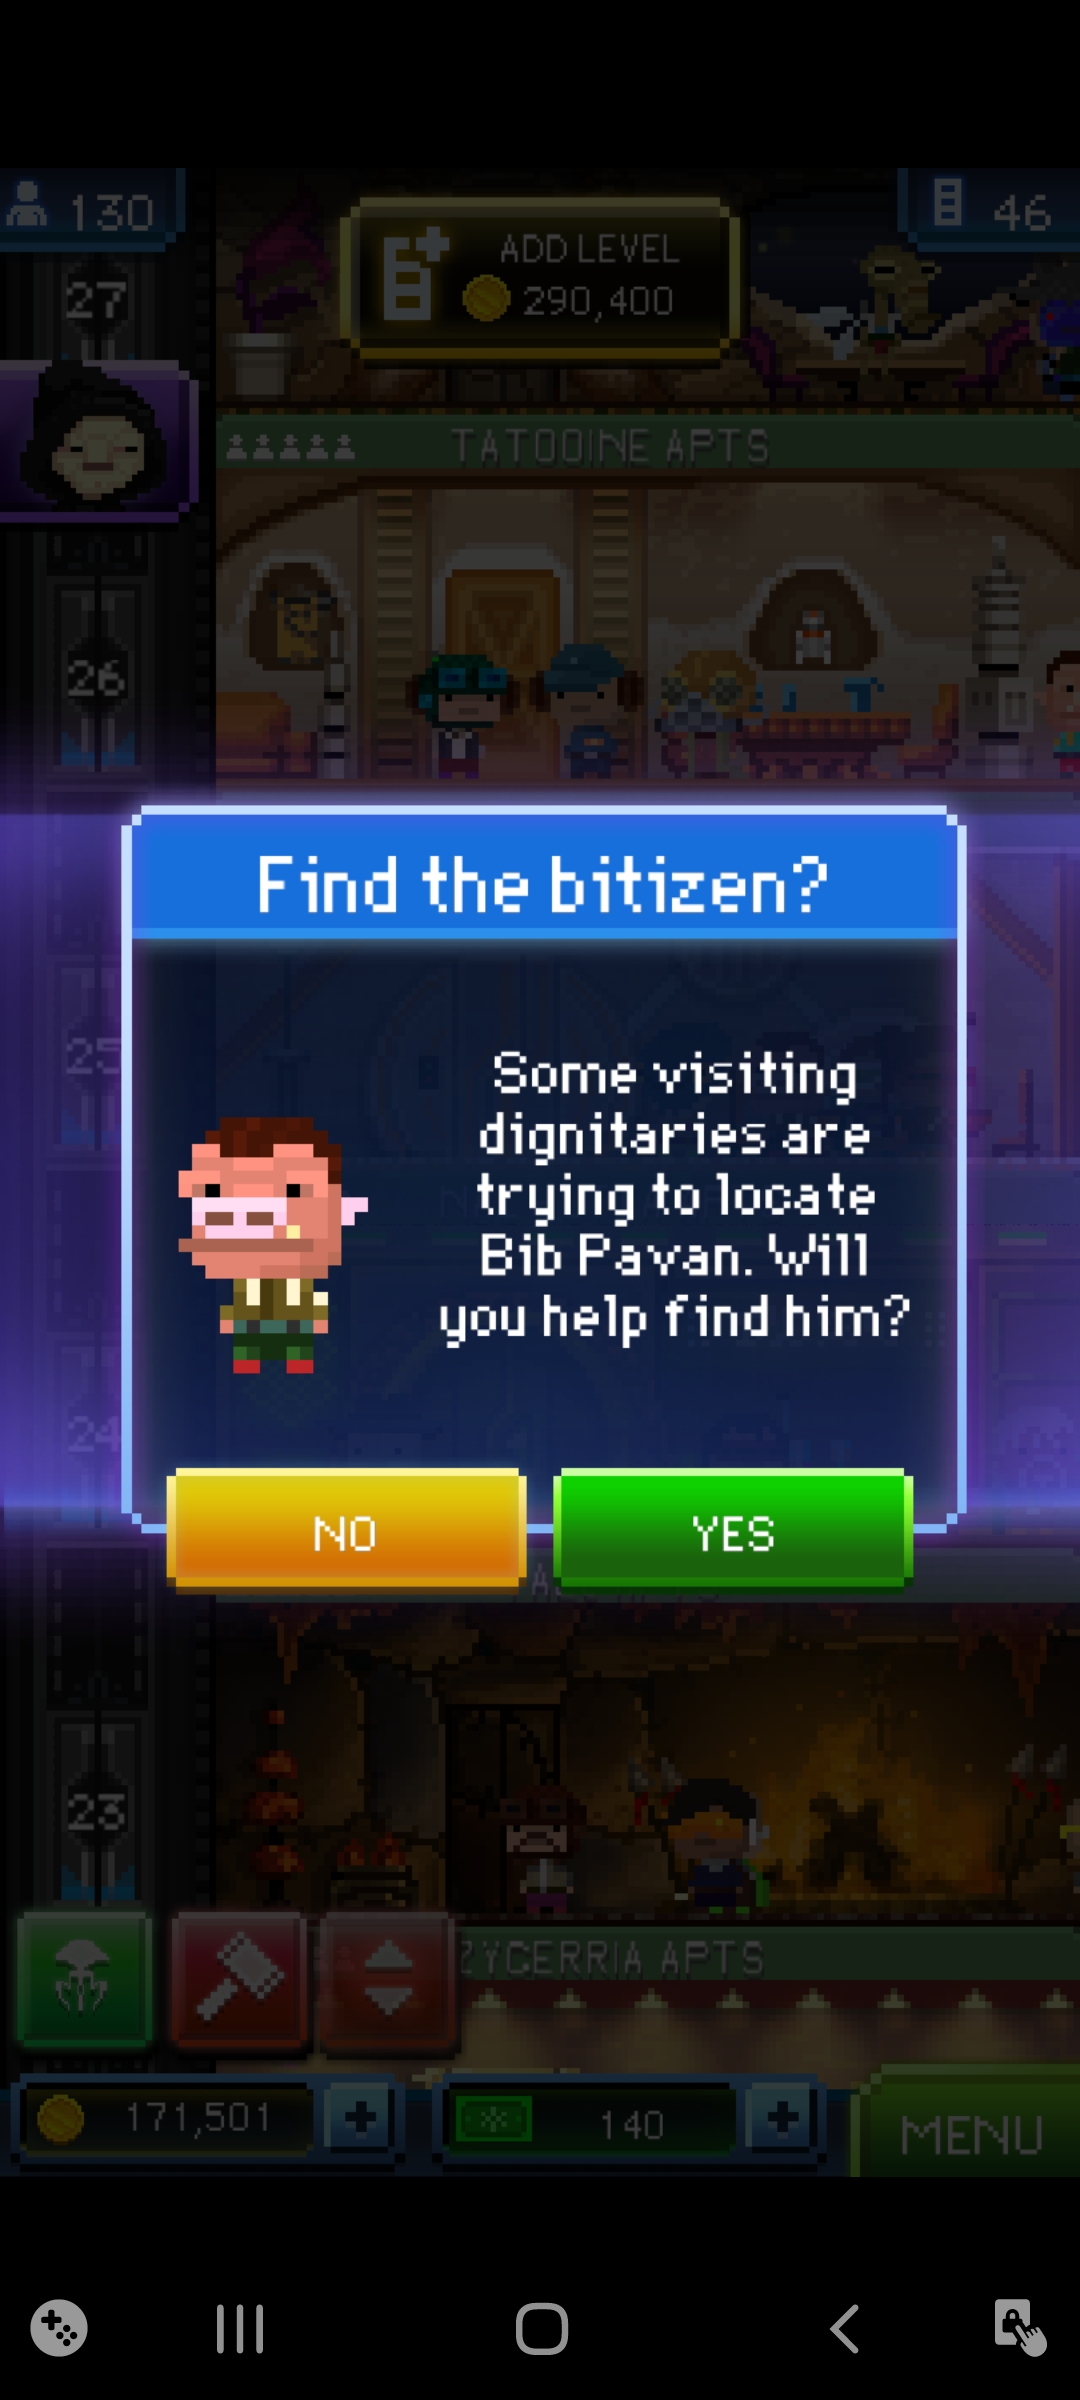 130
46
ADD LEVEL
290,400
27
TATOOINE APTS
26
Find the bitizen?
25
Some visiting
dignitaries are
trying to locate
Bib Pavan. Will
you help find him?
24
NO
YES
23
ZYGERRIA APTS
171,501
140
MENU